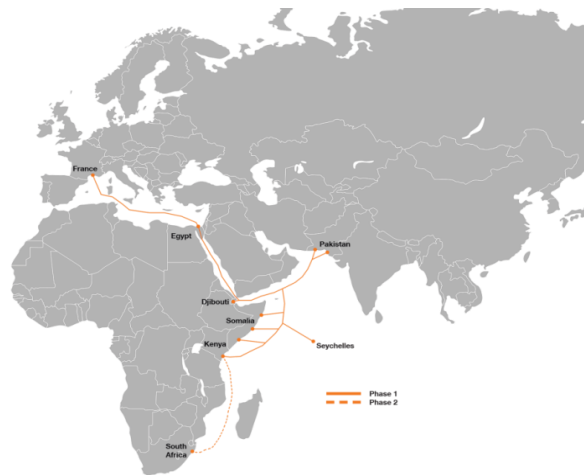 France
Egypt
Pakistan
Djibouti
Somalia
Kenya
Seychelles
Phase 1
Phase 2
South
Africa